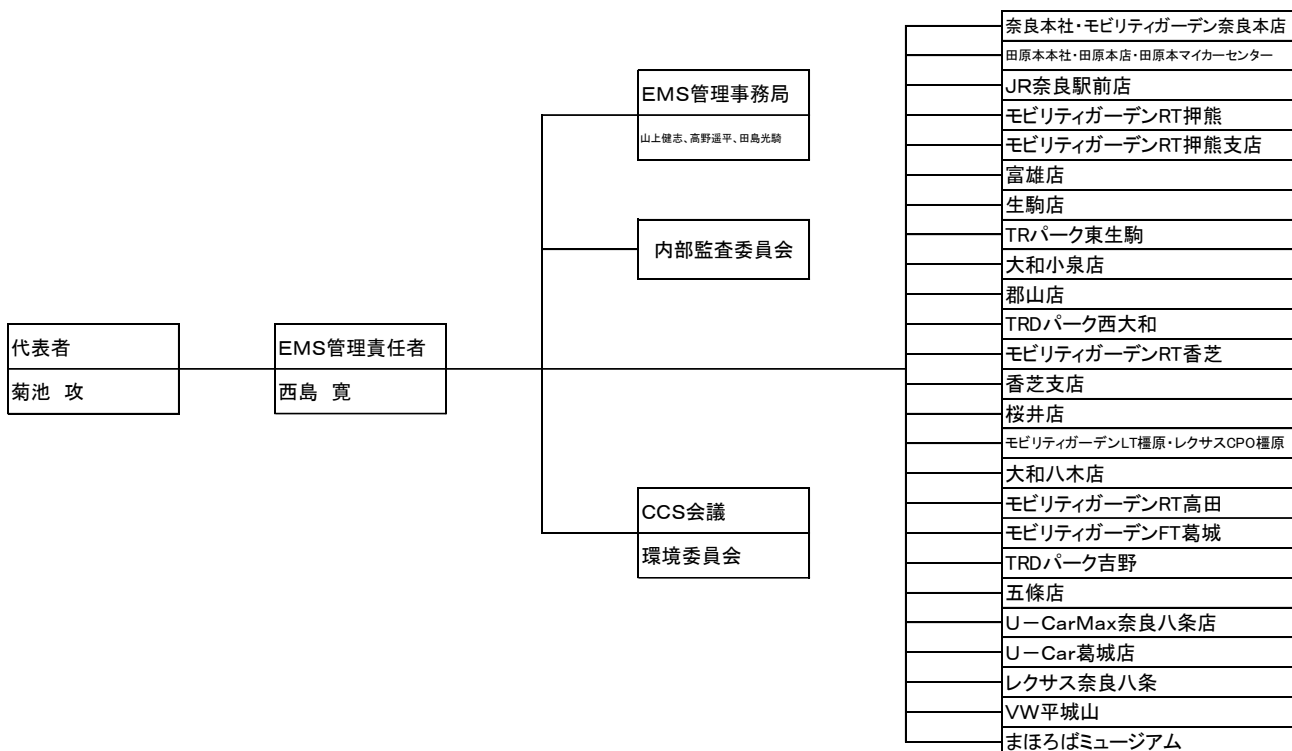 代表者
菊池　攻
EMS管理責任者
西島　寛
EMS管理事務局
山上健志、高野遥平、田島光騎
内部監査委員会
CCS会議
環境委員会
奈良本社・モビリティガーデン奈良本店
田原本本社・田原本店・田原本マイカーセンター
JR奈良駅前店
モビリティガーデンRT押熊
モビリティガーデンRT押熊支店
富雄店
生駒店
TRパーク東生駒
大和小泉店
郡山店
TRDパーク西大和
モビリティガーデンRT香芝
香芝支店
桜井店
モビリティガーデンLT橿原・レクサスCPO橿原
大和八木店
モビリティガーデンRT高田
モビリティガーデンFT葛城
TRDパーク吉野
五條店
U－CarMax奈良八条店
U－Car葛城店
レクサス奈良八条
VW平城山
まほろばミュージアム